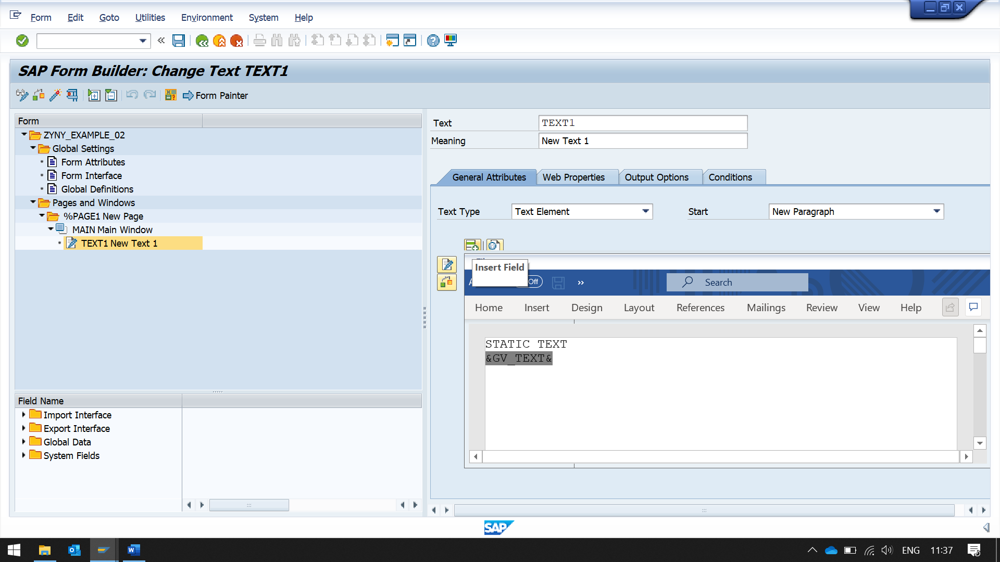 Form Edit Goto Utilities Environment System Help
SAP Form Builder: Change Text TEXT1
Form Painter
Form
ZYNY_EXAMPLE_02
Global Settings
Form Attributes
Form Interface
Global Definitions
Pages and Windows
%PAGE1 New Page
MAIN Main Window
TEXT1 New Text 1
Field Name
Import Interface
Export Interface
Global Data
System Fields
Text TEXT1
Meaning New Text 1
General Attributes Web Properties Output Options Conditions
Text Type Text Element Start New Paragraph
Insert Field
Off Search
Home Insert Design Layout References Mailings Review View Help
STATIC TEXT
&GV_TEXT&
SAP
ENG 11:37